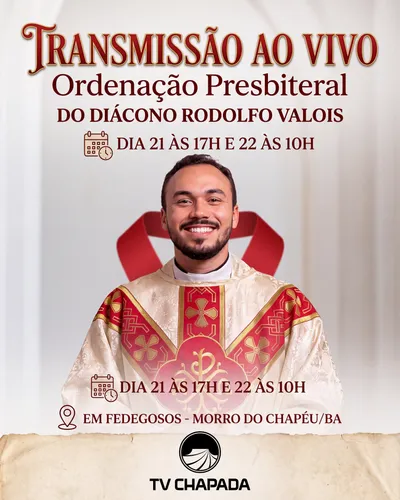 TRANSMISSÃO AO VIVO
Ordenação Presbiteral
DO DIÁCONO RODOLFO VALOIS
DIA 21 ÀS 17H E 22 ÀS 10H
DIA 21 ÀS 17H E 22 ÀS 10H
EM FEDEGOSOS - MORRO DO CHAPÉU/BA
TV CHAPADA